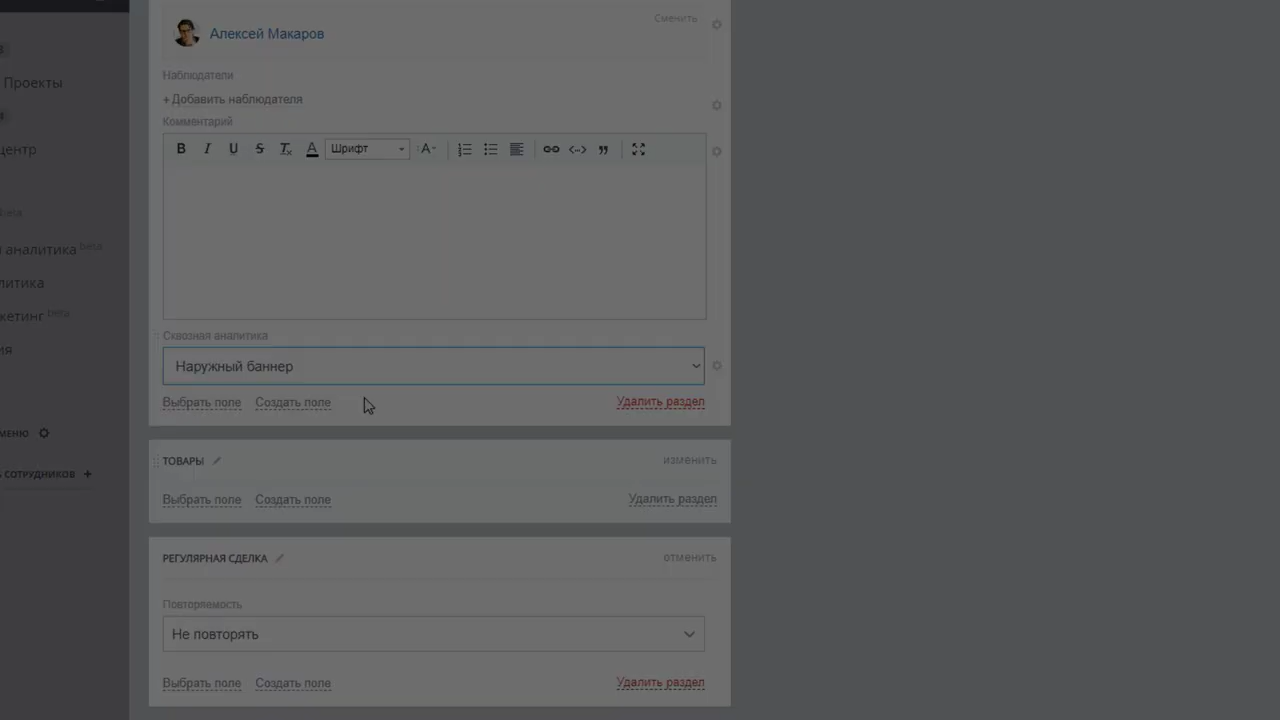 Сменить
Алексей Макаров
Наблюдатели
Проекты
+Добавить наблюдателя
Комментарий
B I U S Tx A Шрифт A
центр
аналитика beta
литика
кетинг beta
Сквозная аналитика
ия
Наружный баннер
Выбрать поле Создать поле Удалить раздел
МЕНЮ
ТОВАРЫ изменить
СОТРУДНИКОВ +
Выбрать поле Создать поле Удалить раздел
РЕГУЛЯРНАЯ СДЕЛКА отменить
Повторяемость
Не повторять
Выбрать поле Создать поле Удалить раздел